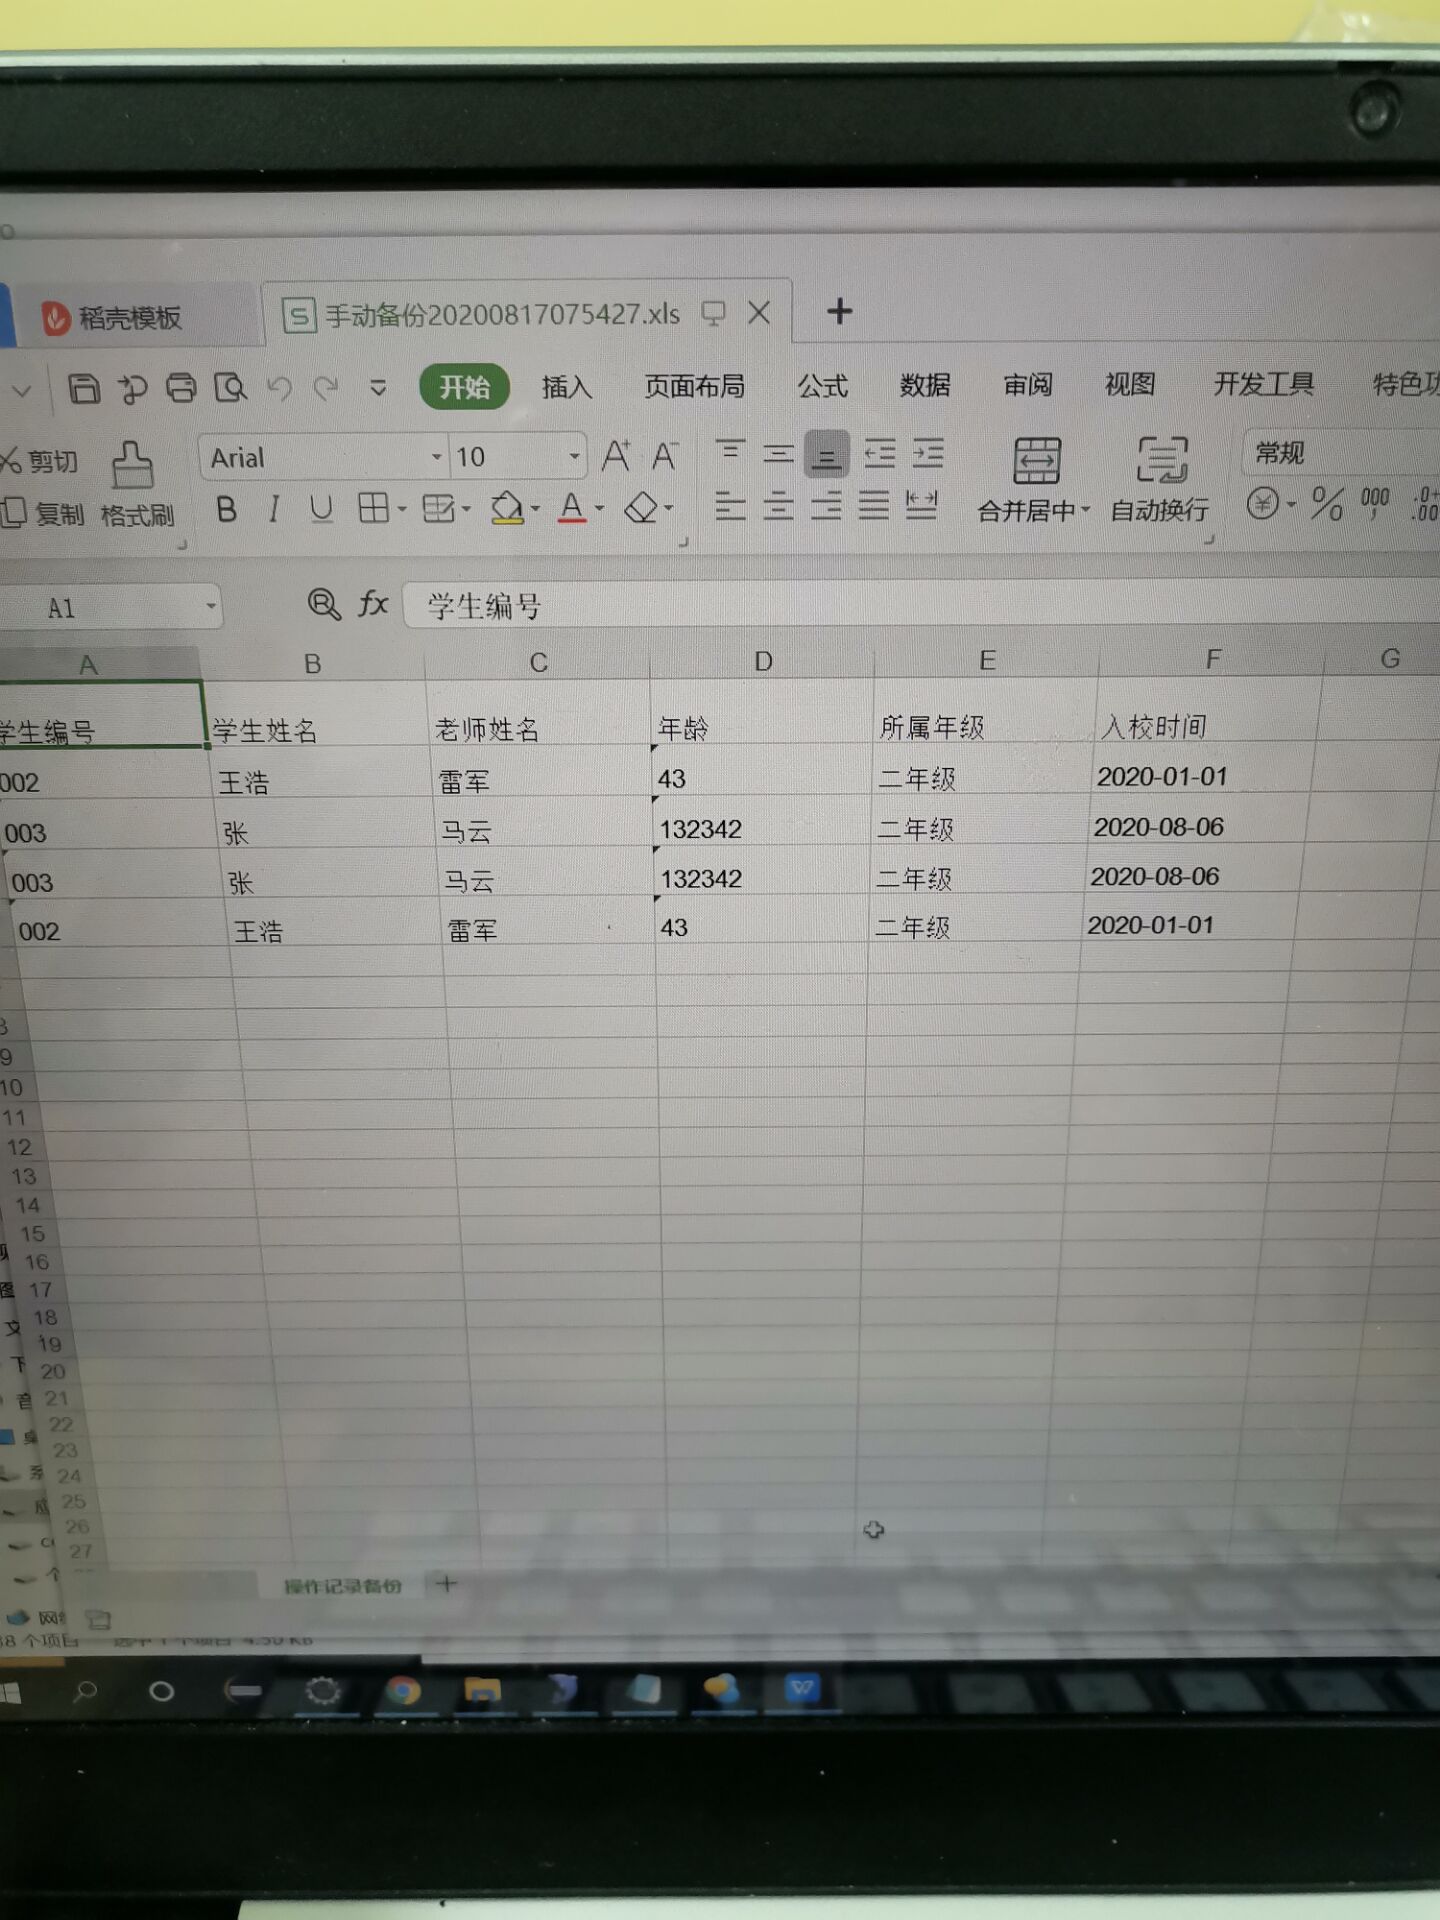 稻壳模板
手动备份20200817075427.xls
开始 插入 页面布局 公式 数据 审阅 视图 开发工具 特色功
剪切 Arial 10 常规
复制 格式刷 B I U A 合并居中 自动换行 % 000
A1 fx 学生编号
A B C D E F G
学生编号 学生姓名 老师姓名 年龄 所属年级 入校时间
002 王浩 雷军 43 二年级 2020-01-01
003 张 马云 132342 二年级 2020-08-06
003 张 马云 132342 二年级 2020-08-06
002 王浩 雷军 43 二年级 2020-01-01
9
10
11
12
13
14
15
16
17
18
19
20
21
22
23
24
25
26
27
操作记录备份
38 个项目